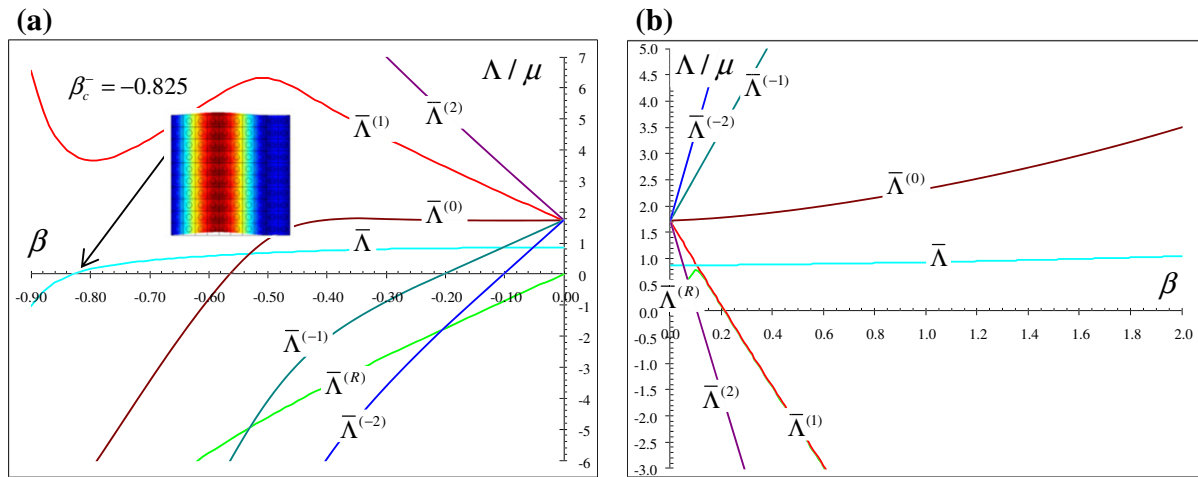 (a)
β_c^- = -0.825
Λ / μ
Λ̄^(2)
Λ̄^(1)
Λ̄^(0)
Λ̄
β
Λ̄^(-1)
Λ̄^(R)
Λ̄^(-2)
7
6
5
4
3
2
1
0
-1
-2
-3
-4
-5
-6
-0.90 -0.80 -0.70 -0.60 -0.50 -0.40 -0.30 -0.20 -0.10 0.00
(b)
Λ / μ
Λ̄^(-1)
Λ̄^(-2)
Λ̄^(0)
Λ̄
β
Λ̄^(R)
Λ̄^(2)
Λ̄^(1)
5.0
4.5
4.0
3.5
3.0
2.5
2.0
1.5
1.0
0.5
0.0
-0.5
-1.0
-1.5
-2.0
-2.5
-3.0
0.0 0.2 0.4 0.6 0.8 1.0 1.2 1.4 1.6 1.8 2.0